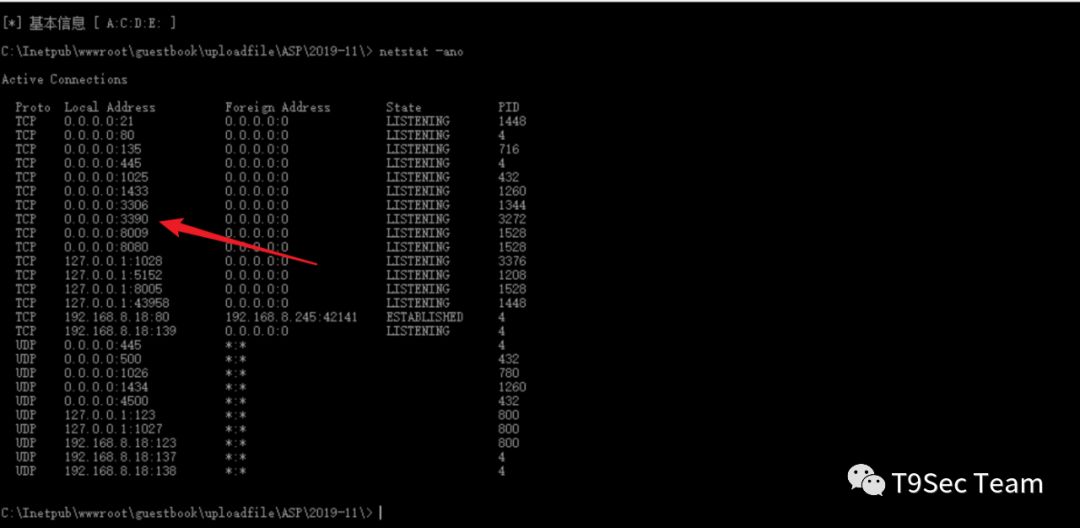 [*] 基本信息 [ A:C:D:E: ]
C:\Inetpub\wwwroot\guestbook\uploadfile\ASP\2019-11\> netstat -ano
Active Connections
Proto Local Address Foreign Address State PID
TCP 0.0.0.0:21 0.0.0.0:0 LISTENING 1448
TCP 0.0.0.0:80 0.0.0.0:0 LISTENING 4
TCP 0.0.0.0:135 0.0.0.0:0 LISTENING 716
TCP 0.0.0.0:445 0.0.0.0:0 LISTENING 4
TCP 0.0.0.0:1025 0.0.0.0:0 LISTENING 432
TCP 0.0.0.0:1433 0.0.0.0:0 LISTENING 1260
TCP 0.0.0.0:3306 0.0.0.0:0 LISTENING 1344
TCP 0.0.0.0:3390 0.0.0.0:0 LISTENING 3272
TCP 0.0.0.0:8009 0.0.0.0:0 LISTENING 1528
TCP 0.0.0.0:8080 0.0.0.0:0 LISTENING 1528
TCP 127.0.0.1:1028 0.0.0.0:0 LISTENING 3376
TCP 127.0.0.1:5152 0.0.0.0:0 LISTENING 1208
TCP 127.0.0.1:8005 0.0.0.0:0 LISTENING 1528
TCP 127.0.0.1:43958 0.0.0.0:0 LISTENING 1448
TCP 192.168.8.18:80 192.168.8.245:42141 ESTABLISHED 4
TCP 192.168.8.18:139 0.0.0.0:0 LISTENING 4
UDP 0.0.0.0:445 *:* 4
UDP 0.0.0.0:500 *:* 432
UDP 0.0.0.0:1026 *:* 780
UDP 0.0.0.0:1434 *:* 1260
UDP 0.0.0.0:4500 *:* 432
UDP 127.0.0.1:123 *:* 800
UDP 127.0.0.1:1027 *:* 800
UDP 192.168.8.18:123 *:* 800
UDP 192.168.8.18:137 *:* 4
UDP 192.168.8.18:138 *:* 4
T9Sec Team
C:\Inetpub\wwwroot\guestbook\uploadfile\ASP\2019-11\>